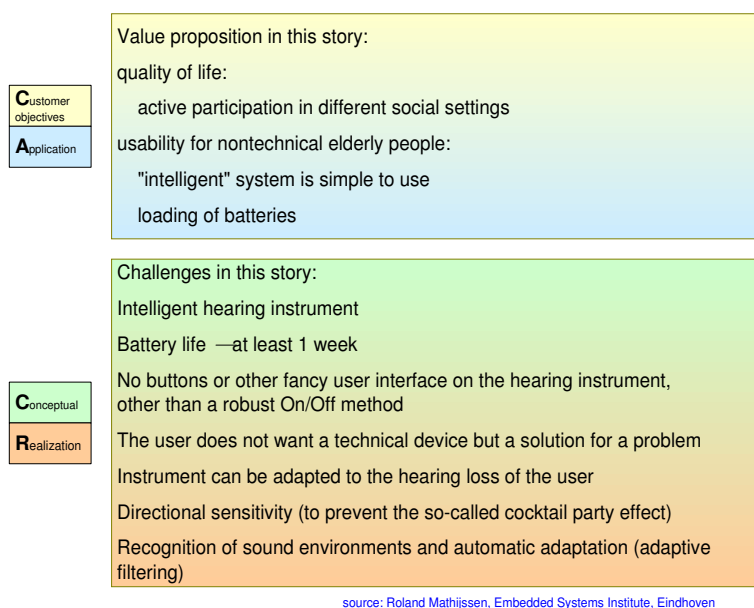 Value proposition in this story:
quality of life:
active participation in different social settings
usability for nontechnical elderly people:
"intelligent" system is simple to use
loading of batteries
Customer
objectives
Application
Challenges in this story:
Intelligent hearing instrument
Battery life —at least 1 week
No buttons or other fancy user interface on the hearing instrument,
other than a robust On/Off method
The user does not want a technical device but a solution for a problem
Instrument can be adapted to the hearing loss of the user
Directional sensitivity (to prevent the so-called cocktail party effect)
Recognition of sound environments and automatic adaptation (adaptive
filtering)
Conceptual
Realization
source: Roland Mathijssen, Embedded Systems Institute, Eindhoven